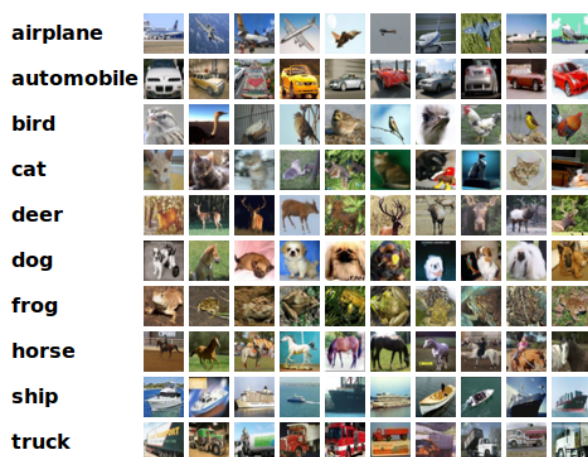 airplane
automobile
bird
cat
deer
dog
frog
horse
ship
truck